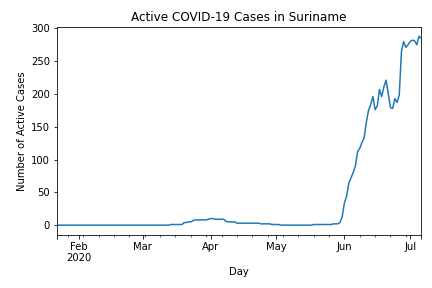 Active COVID-19 Cases in Suriname
300
250
200
150
100
50
0
Number of Active Cases
Feb Mar Apr May Jun Jul
2020
Day